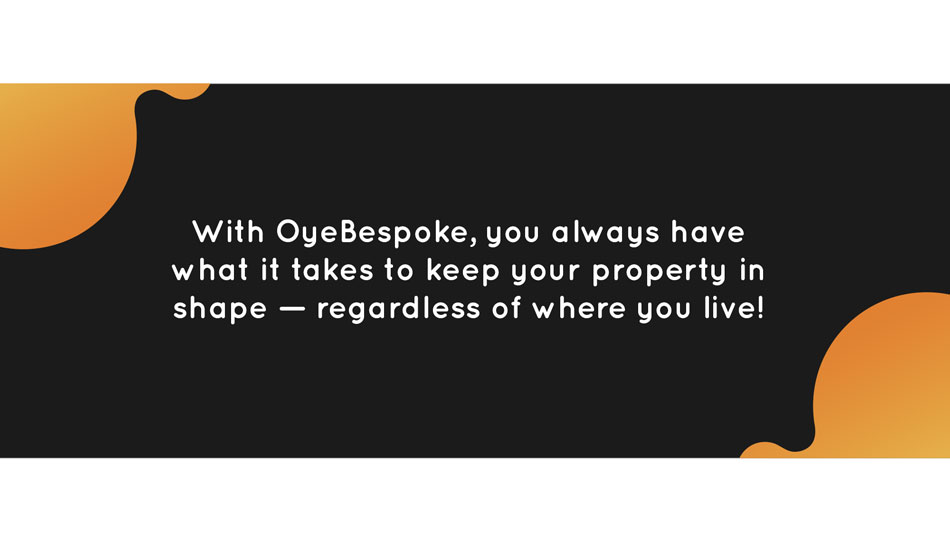 With OyeBespoke, you always have
what it takes to keep your property in
shape — regardless of where you live!